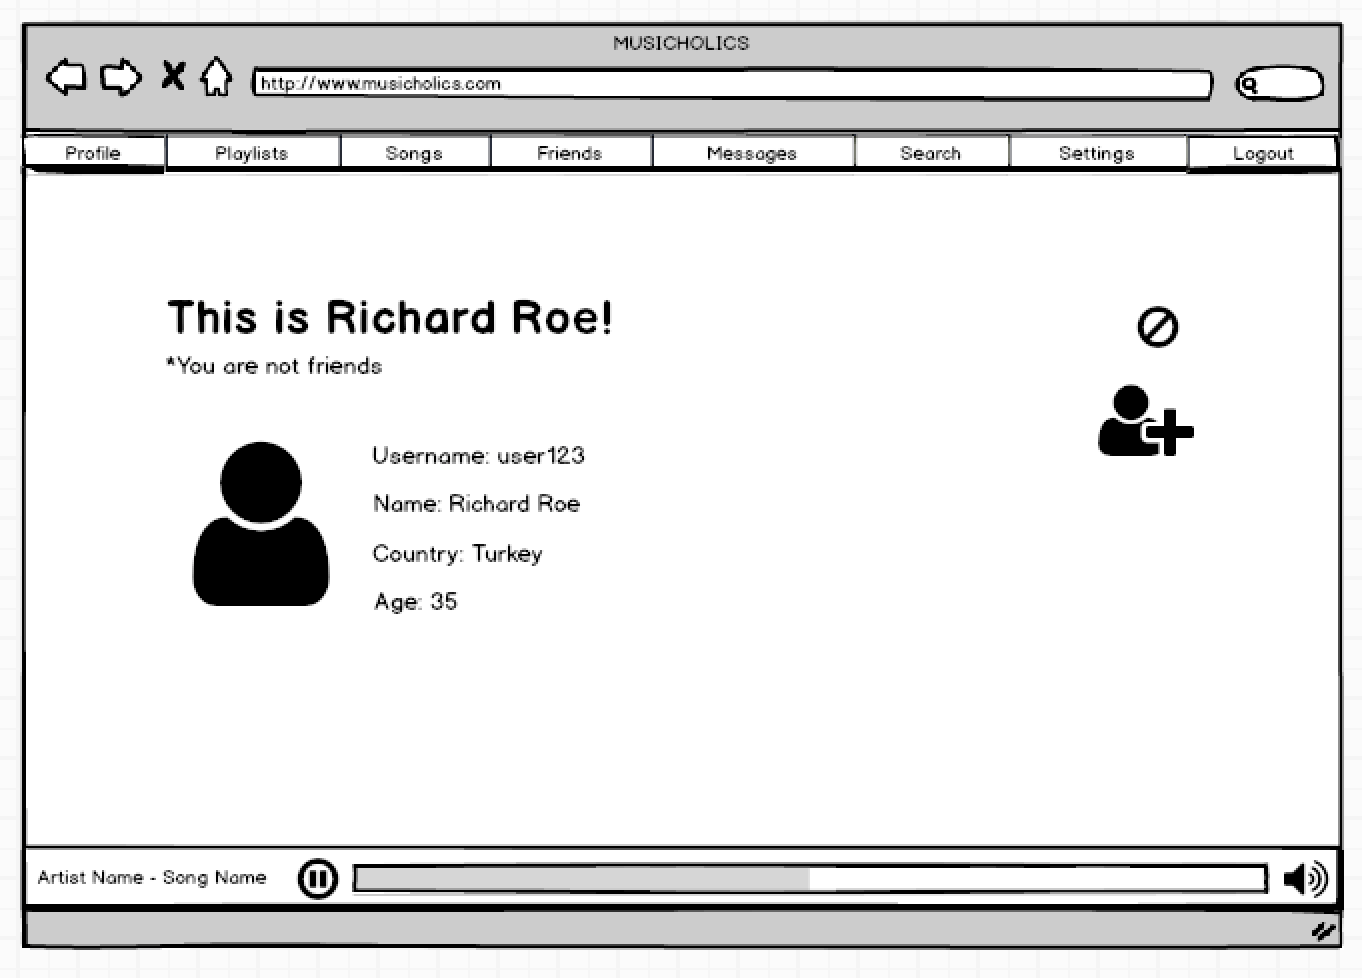 MUSICHOLICS
http://www.musicholics.com
Profile Playlists Songs Friends Messages Search Settings Logout
This is Richard Roe!
*You are not friends
Username: user123
Name: Richard Roe
Country: Turkey
Age: 35
Artist Name - Song Name